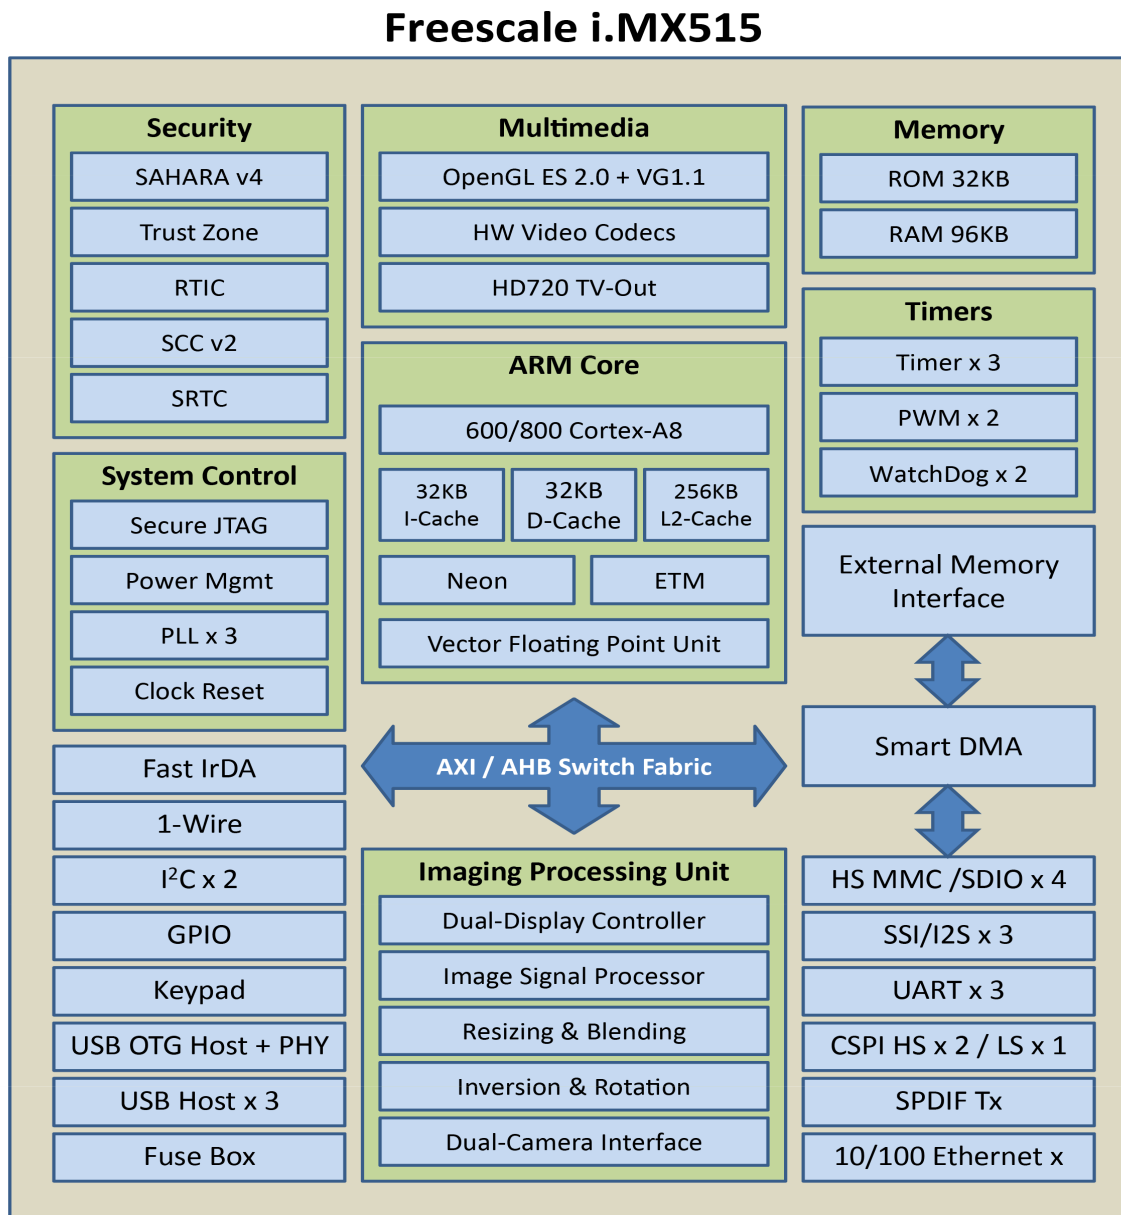 Freescale i.MX515
Security
SAHARA v4
Trust Zone
RTIC
SCC v2
SRTC
System Control
Secure JTAG
Power Mgmt
PLL x 3
Clock Reset
Fast IrDA
1-Wire
I²C x 2
GPIO
Keypad
USB OTG Host + PHY
USB Host x 3
Fuse Box
Multimedia
OpenGL ES 2.0 + VG1.1
HW Video Codecs
HD720 TV-Out
ARM Core
600/800 Cortex-A8
32KB
I-Cache
32KB
D-Cache
256KB
L2-Cache
Neon
ETM
Vector Floating Point Unit
AXI / AHB Switch Fabric
Imaging Processing Unit
Dual-Display Controller
Image Signal Processor
Resizing & Blending
Inversion & Rotation
Dual-Camera Interface
Memory
ROM 32KB
RAM 96KB
Timers
Timer x 3
PWM x 2
WatchDog x 2
External Memory
Interface
Smart DMA
HS MMC /SDIO x 4
SSI/I2S x 3
UART x 3
CSPI HS x 2 / LS x 1
SPDIF Tx
10/100 Ethernet x